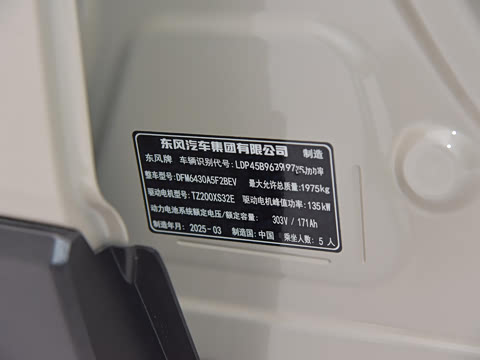 东风汽车集团有限公司 制造
东风牌 车辆识别代号: LDP45B96
整车型号: DFM6430A5F2BEV 最大允许总质量: 1975kg
驱动电机型号: TZ200XS32E 驱动电机峰值功率: 135kW
动力电池系统额定电压/额定容量: 303V / 171Ah
制造年月: 2025-03 制造国: 中国 乘坐人数: 5 人